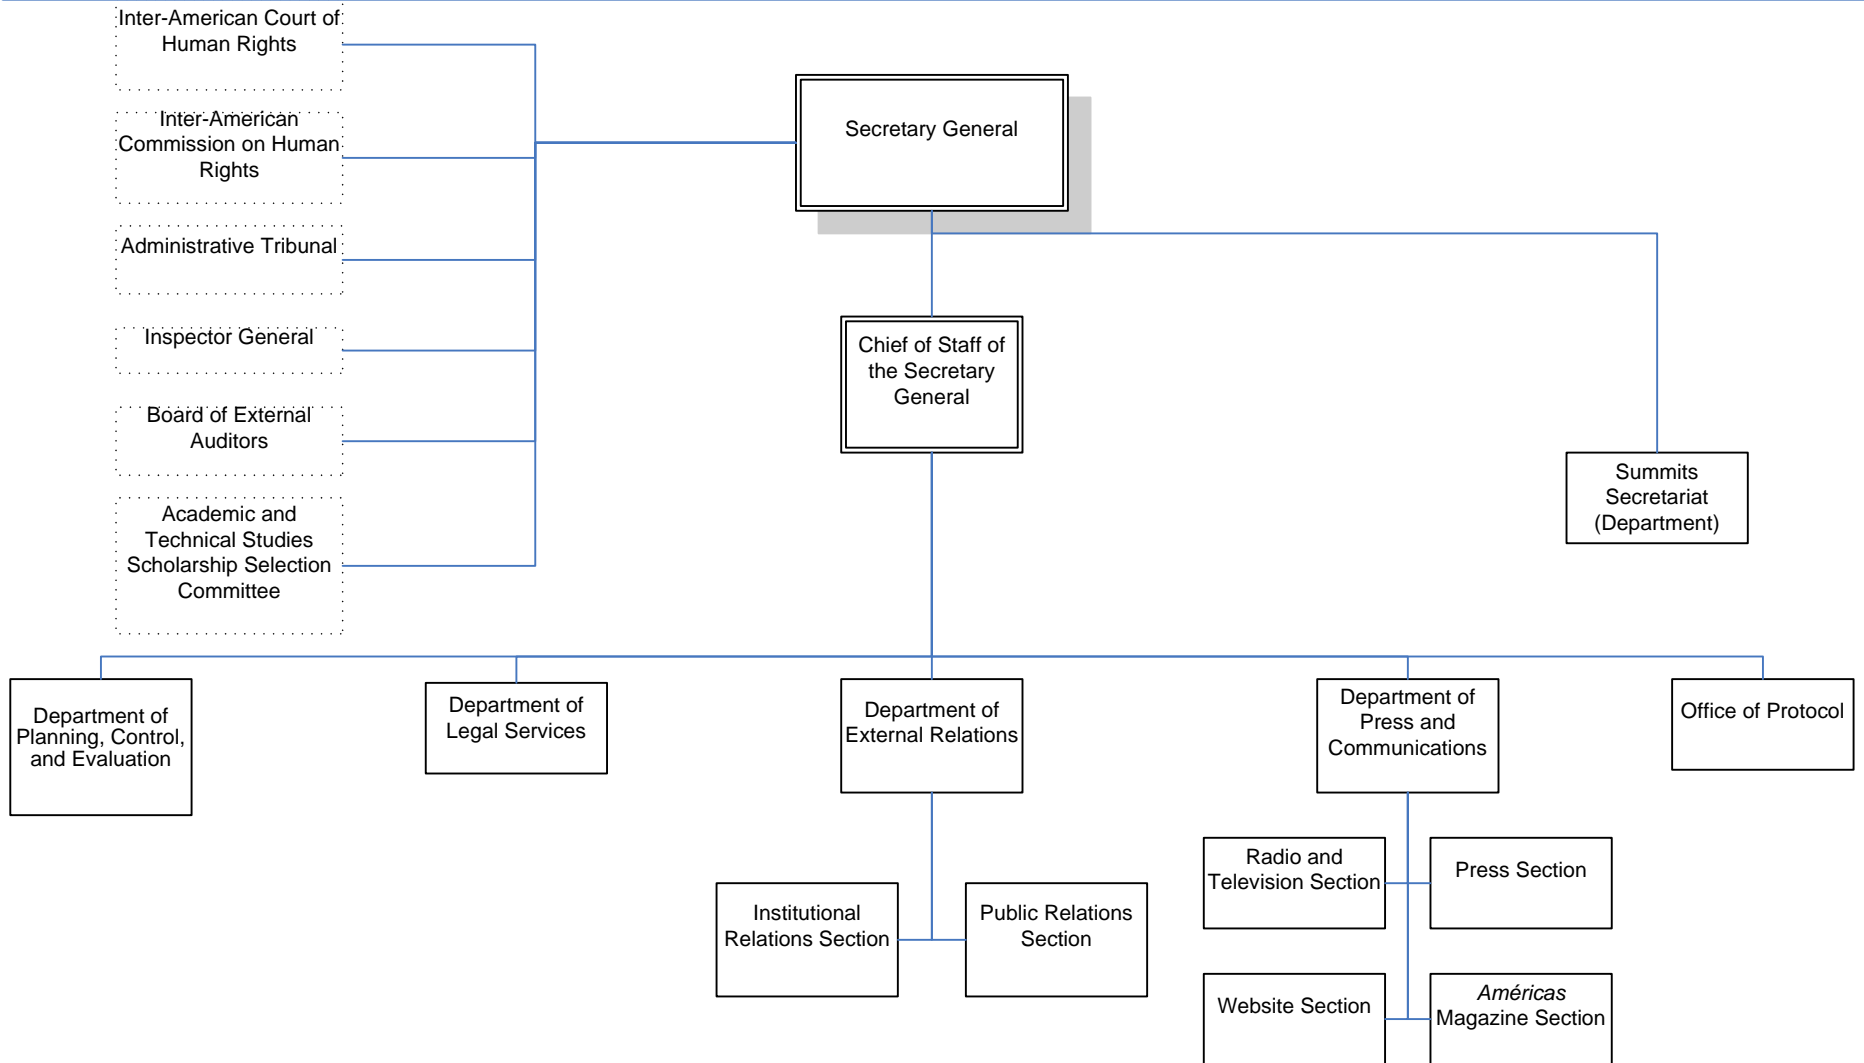 Inter-American Court of
Human Rights
Inter-American
Commission on Human
Rights
Administrative Tribunal
Inspector General
Board of External
Auditors
Academic and
Technical Studies
Scholarship Selection
Committee
Secretary General
Chief of Staff of
the Secretary
General
Summits
Secretariat
(Department)
Department of
Planning, Control,
and Evaluation
Department of
Legal Services
Department of
External Relations
Department of
Press and
Communications
Office of Protocol
Institutional
Relations Section
Public Relations
Section
Radio and
Television Section
Press Section
Website Section
Américas
Magazine Section